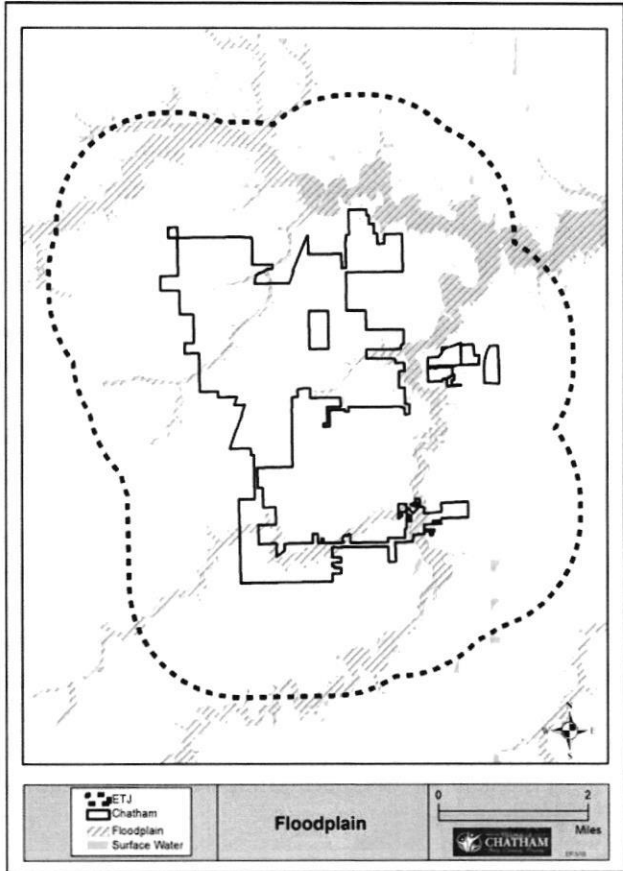 N
E
S
ETJ
Chatham
Floodplain
Surface Water
Floodplain
0 2
Miles
CHATHAM